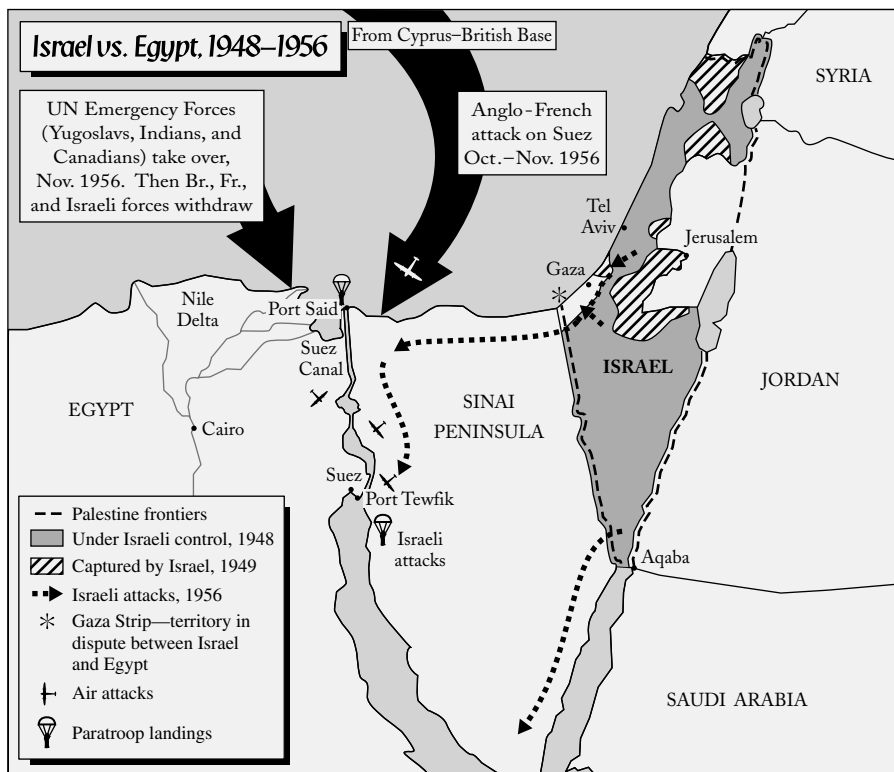 Israel vs. Egypt, 1948–1956
From Cyprus–British Base
UN Emergency Forces
(Yugoslavs, Indians, and
Canadians) take over,
Nov. 1956. Then Br., Fr.,
and Israeli forces withdraw
Anglo-French
attack on Suez
Oct.–Nov. 1956
SYRIA
Tel
Aviv
Jerusalem
Gaza
Nile
Delta
Port Said
Suez
Canal
ISRAEL
JORDAN
EGYPT
SINAI
PENINSULA
Cairo
Suez
Port Tewfik
Israeli
attacks
Aqaba
SAUDI ARABIA
Palestine frontiers
Under Israeli control, 1948
Captured by Israel, 1949
Israeli attacks, 1956
Gaza Strip—territory in
dispute between Israel
and Egypt
Air attacks
Paratroop landings